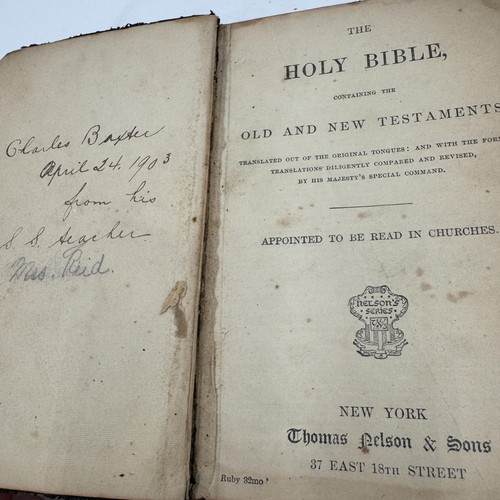 Charles Baxter
April 24. 1903
from his
S. S. teacher
Mrs. Reid.
THE
HOLY BIBLE,
CONTAINING THE
OLD AND NEW TESTAMENTS
TRANSLATED OUT OF THE ORIGINAL TONGUES: AND WITH THE FORM
TRANSLATIONS DILIGENTLY COMPARED AND REVISED,
BY HIS MAJESTY'S SPECIAL COMMAND.
APPOINTED TO BE READ IN CHURCHES.
NELSON'S
SERIES
NEW YORK
Thomas Nelson & Sons
37 EAST 18TH STREET
Ruby 32mo